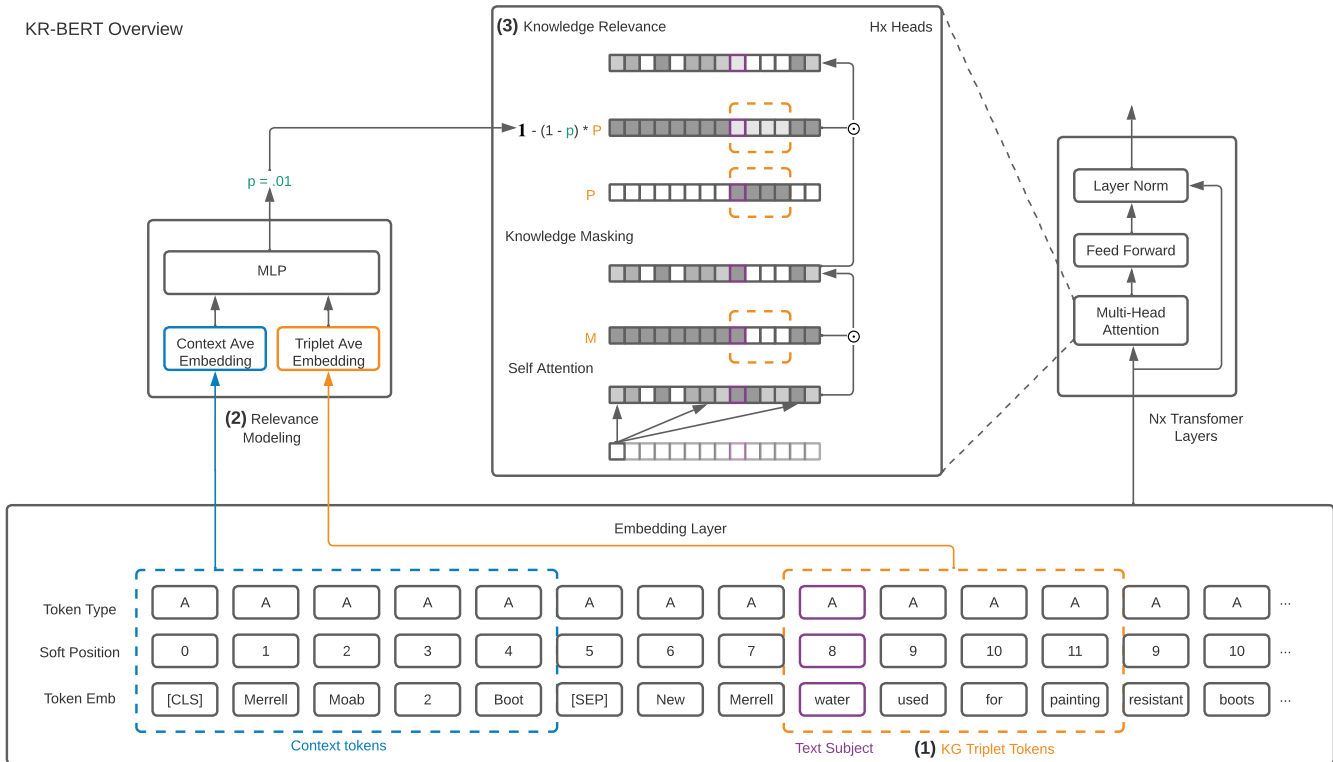 KR-BERT Overview
(3) Knowledge Relevance
Hx Heads
1 - (1 - p) * P
p = .01
P
Knowledge Masking
M
Self Attention
MLP
Context Ave
Embedding
Triplet Ave
Embedding
(2) Relevance
Modeling
Layer Norm
Feed Forward
Multi-Head
Attention
Nx Transfomer
Layers
Embedding Layer
Token Type A A A A A A A A A A A A A A ...
Soft Position 0 1 2 3 4 5 6 7 8 9 10 11 9 10 ...
Token Emb [CLS] Merrell Moab 2 Boot [SEP] New Merrell water used for painting resistant boots ...
Context tokens
Text Subject
(1) KG Triplet Tokens